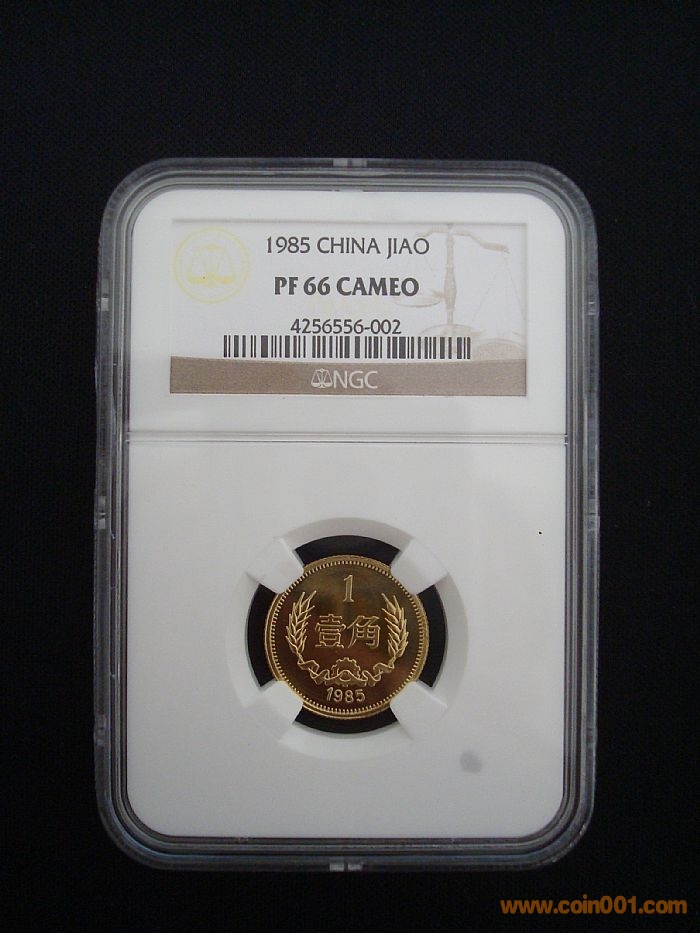 1985 CHINA JIAO
PF 66 CAMEO
4256556-002
NGC
1
壹角
1985
www.coin001.com